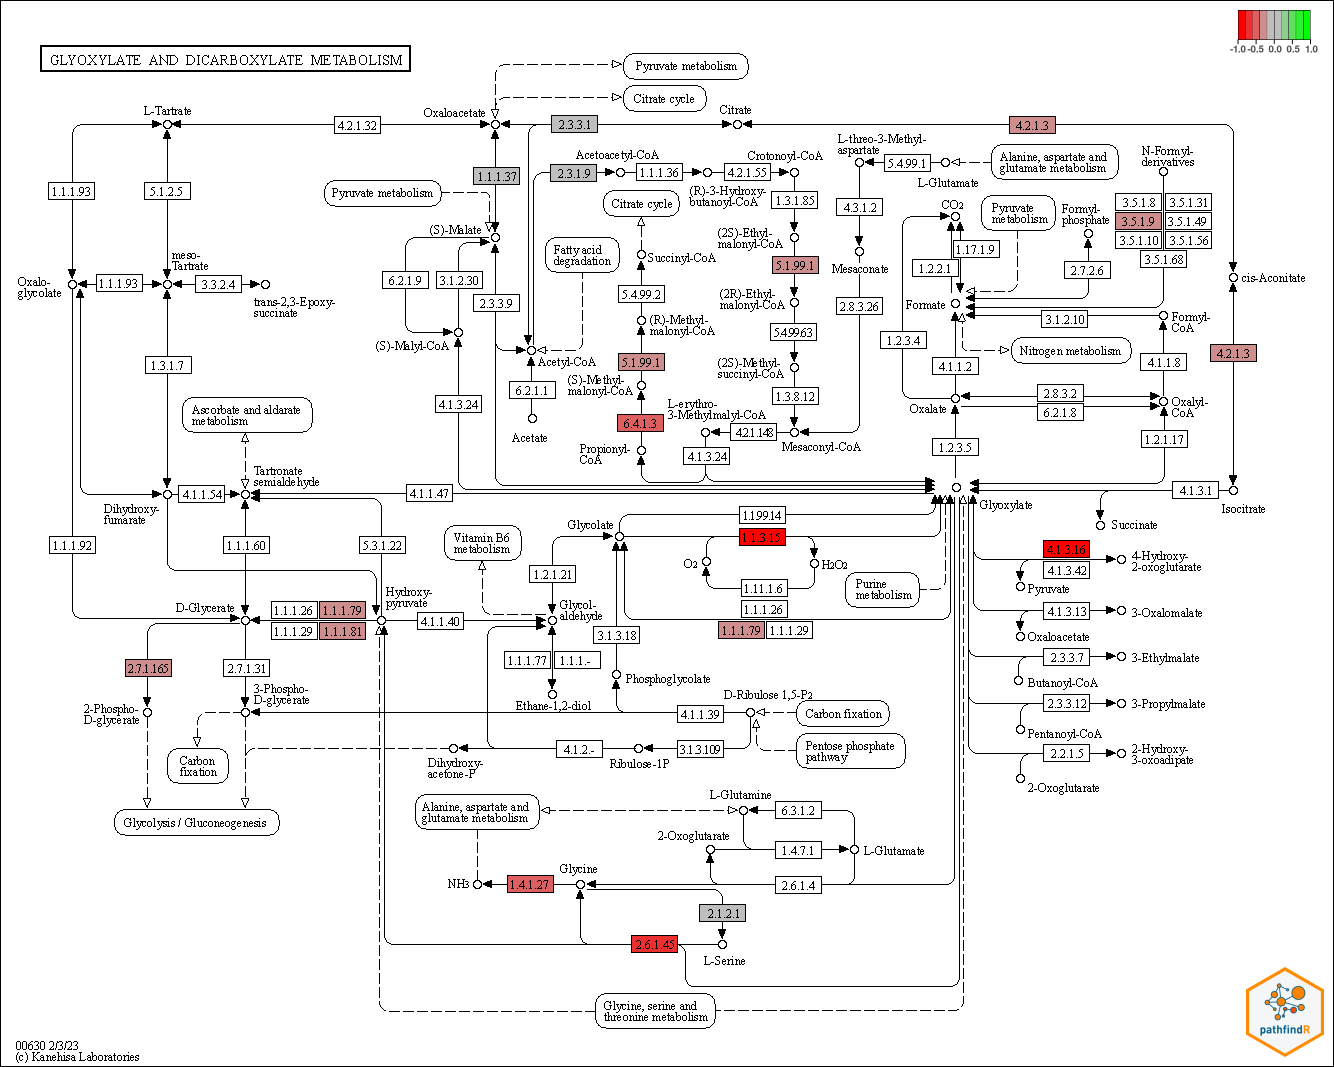 -1.0 -0.5 0.0 0.5 1.0
GLYOXYLATE AND DICARBOXYLATE METABOLISM
Pyruvate metabolism
Citrate cycle
L-Tartrate
4.2.1.32
Oxaloacetate
2.3.3.1
Citrate
4.2.1.3
1.1.1.93
5.1.2.5
1.1.1.37
Pyruvate metabolism
Acetoacetyl-CoA
2.3.1.9
1.1.1.36
4.2.1.55
Crotonoyl-CoA
(R)-3-Hydroxy-
butanoyl-CoA
1.3.1.85
L-threo-3-Methyl-
aspartate
5.4.99.1
L-Glutamate
Alanine, aspartate and
glutamate metabolism
N-Formyl-
derivatives
3.5.1.8
3.5.1.31
3.5.1.9
3.5.1.49
3.5.1.10
3.5.1.56
3.5.1.68
Citrate cycle
4.3.1.2
CO2
Pyruvate
metabolism
Formyl-
phosphate
(S)-Malate
Fatty acid
degradation
Succinyl-CoA
(2S)-Ethyl-
malonyl-CoA
Mesaconate
1.17.1.9
1.2.2.1
2.7.2.6
5.1.99.1
meso-
Tartrate
Oxalo-
glycolate
1.1.1.93
3.3.2.4
trans-2,3-Epoxy-
succinate
6.2.1.9
3.1.2.30
2.3.3.9
5.4.99.2
(2R)-Ethyl-
malonyl-CoA
2.8.3.26
Formate
cis-Aconitate
(R)-Methyl-
malonyl-CoA
5.4.99.63
3.1.2.10
Formyl-
CoA
(S)-Malyl-CoA
Acetyl-CoA
1.2.3.4
Nitrogen metabolism
4.2.1.3
1.3.1.7
5.1.99.1
(2S)-Methyl-
succinyl-CoA
4.1.1.2
4.1.1.8
(S)-Methyl-
malonyl-CoA
6.2.1.1
1.3.8.12
2.8.3.2
Ascorbate and aldarate
metabolism
4.1.3.24
L-erythro-
3-Methylmalyl-CoA
Oxalate
6.2.1.8
Oxalyl-
CoA
6.4.1.3
4.2.1.148
Acetate
Propionyl-
CoA
Mesaconyl-CoA
4.1.3.24
1.2.3.5
1.2.1.17
Tartronate
semialdehyde
4.1.1.54
4.1.1.47
4.1.3.1
Dihydroxy-
fumarate
Glyoxylate
Isocitrate
Succinate
1.1.1.92
1.1.1.60
5.3.1.22
Vitamin B6
metabolism
Glycolate
1.1.99.14
1.1.3.15
O2
H2O2
4.1.3.16
4.1.3.42
4-Hydroxy-
2-oxoglutarate
1.2.1.21
1.11.1.6
Purine
metabolism
Pyruvate
Hydroxy-
pyruvate
D-Glycerate
1.1.1.26
1.1.1.79
1.1.1.29
1.1.1.81
4.1.1.40
Glycol-
aldehyde
1.1.1.26
1.1.1.79
1.1.1.29
3.1.3.18
4.1.3.13
3-Oxalomalate
Oxaloacetate
2.7.1.165
2.7.1.31
1.1.1.77
1.1.1.-
2.3.3.7
3-Ethylmalate
Phosphoglycolate
Butanoyl-CoA
3-Phospho-
D-glycerate
2-Phospho-
D-glycerate
Ethane-1,2-diol
D-Ribulose 1,5-P2
4.1.1.39
Carbon fixation
2.3.3.12
3-Propylmalate
Pentanoyl-CoA
Carbon
fixation
Dihydroxy-
acetone-P
4.1.2.-
Ribulose-1P
3.1.3.109
Pentose phosphate
pathway
2.2.1.5
2-Hydroxy-
3-oxoadipate
2-Oxoglutarate
Glycolysis / Gluconeogenesis
Alanine, aspartate and
glutamate metabolism
L-Glutamine
6.3.1.2
2-Oxoglutarate
1.4.7.1
L-Glutamate
NH3
1.4.1.27
Glycine
2.6.1.4
2.1.2.1
2.6.1.45
L-Serine
Glycine, serine and
threonine metabolism
pathfindR
00630 2/3/23
(c) Kanehisa Laboratories